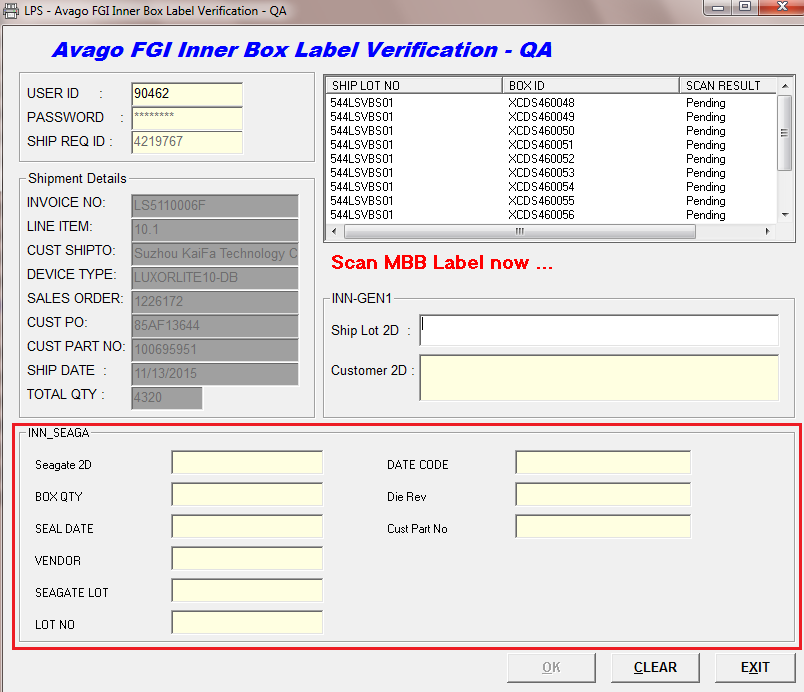 LPS - Avago FGI Inner Box Label Verification - QA
Avago FGI Inner Box Label Verification - QA
USER ID : 90462
PASSWORD : ********
SHIP REQ ID : 4219767
SHIP LOT NO BOX ID SCAN RESULT
544LSVBS01 XCDS460048 Pending
544LSVBS01 XCDS460049 Pending
544LSVBS01 XCDS460050 Pending
544LSVBS01 XCDS460051 Pending
544LSVBS01 XCDS460052 Pending
544LSVBS01 XCDS460053 Pending
544LSVBS01 XCDS460054 Pending
544LSVBS01 XCDS460055 Pending
544LSVBS01 XCDS460056 Pending
Shipment Details
INVOICE NO: LS5110006F
LINE ITEM: 10.1
CUST SHIPTO: Suzhou KaiFa Technology C
DEVICE TYPE: LUXORLITE10-DB
SALES ORDER: 1226172
CUST PO: 85AF13644
CUST PART NO: 100695951
SHIP DATE : 11/13/2015
TOTAL QTY : 4320
Scan MBB Label now ...
INN-GEN1
Ship Lot 2D :
Customer 2D :
INN_SEAGA
Seagate 2D
BOX QTY
SEAL DATE
VENDOR
SEAGATE LOT
LOT NO
DATE CODE
Die Rev
Cust Part No
OK CLEAR EXIT